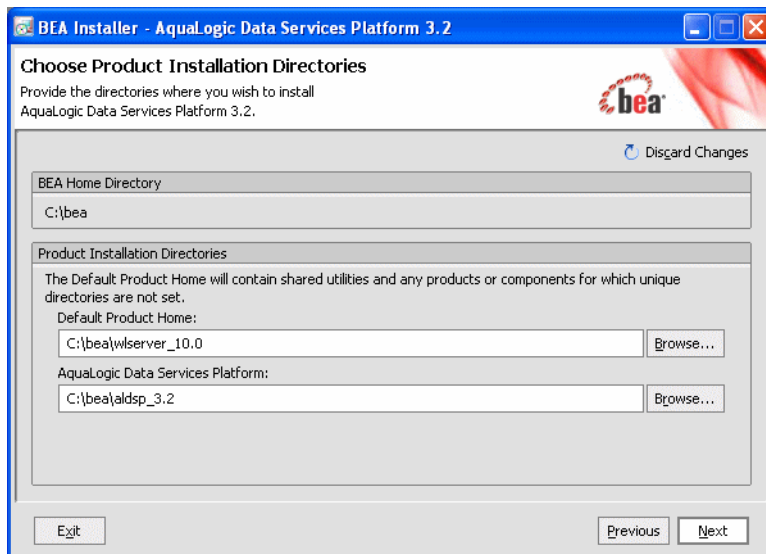 BEA Installer - AquaLogic Data Services Platform 3.2
Choose Product Installation Directories
Provide the directories where you wish to install
AquaLogic Data Services Platform 3.2.
bea
Discard Changes
BEA Home Directory
C:\bea
Product Installation Directories
The Default Product Home will contain shared utilities and any products or components for which unique
directories are not set.
Default Product Home:
C:\bea\wlserver_10.0
Browse...
AquaLogic Data Services Platform:
C:\bea\aldsp_3.2
Browse...
Exit
Previous
Next